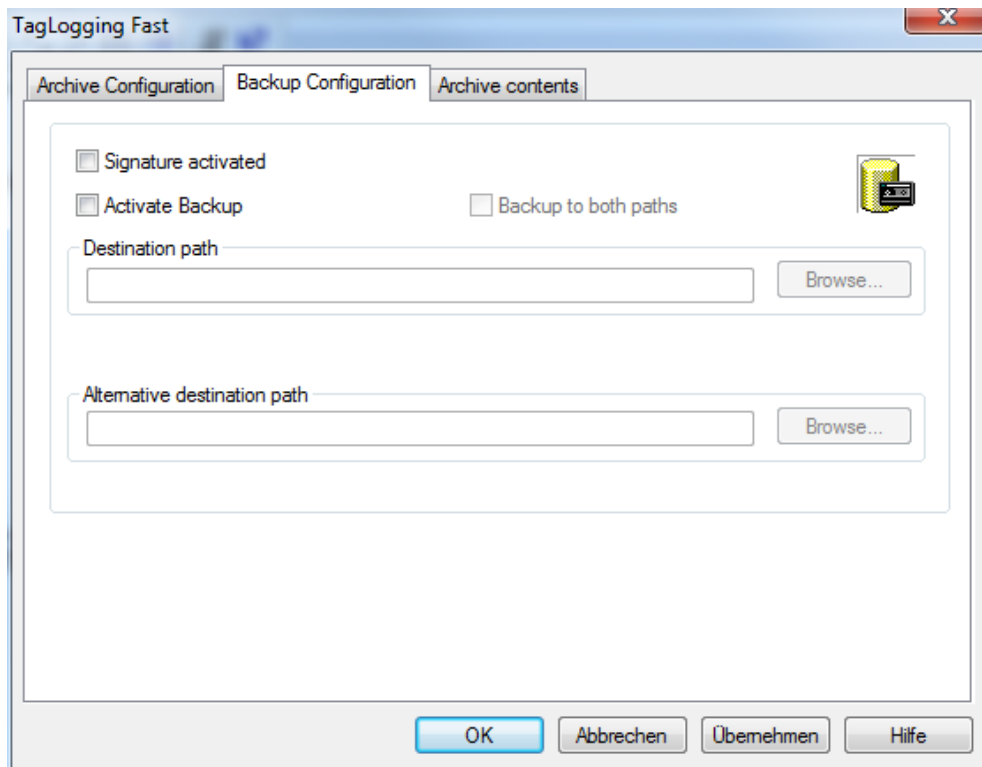 TagLogging Fast
Archive Configuration Backup Configuration Archive contents
Signature activated
Activate Backup Backup to both paths
Destination path
Browse...
Alternative destination path
Browse...
OK Abbrechen Übernehmen Hilfe